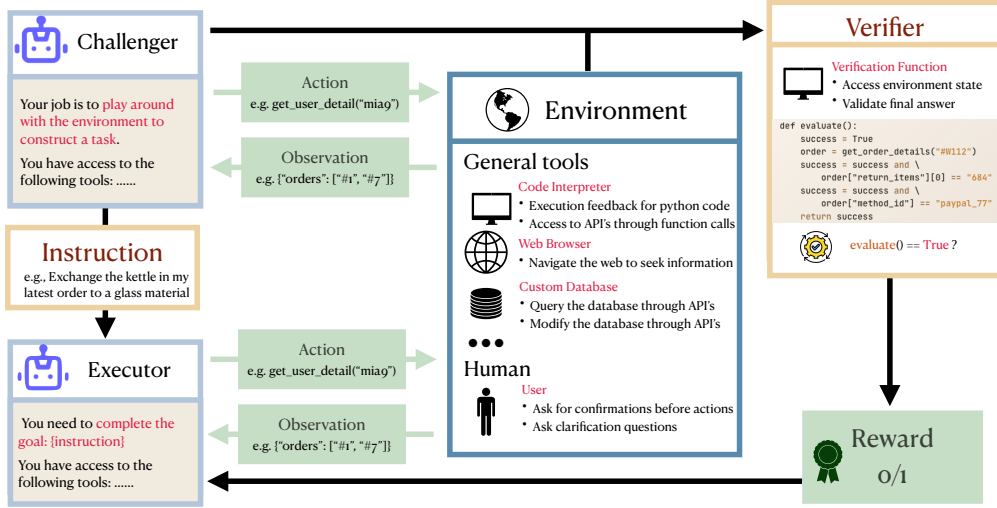 Challenger
Your job is to play around
with the environment to
construct a task.
You have access to the
following tools: ......
Instruction
e.g., Exchange the kettle in my
latest order to a glass material
Executor
You need to complete the
goal: {instruction}
You have access to the
following tools: ......
Action
e.g. get_user_detail("mia9")
Observation
e.g. {"orders": ["#1", "#7"]}
Action
e.g. get_user_detail("mia9")
Observation
e.g. {"orders": ["#1", "#7"]}
Environment
General tools
Code Interpreter
• Execution feedback for python code
• Access to API's through function calls
Web Browser
• Navigate the web to seek information
Custom Database
• Query the database through API's
• Modify the database through API's
Human
User
• Ask for confirmations before actions
• Ask clarification questions
Verifier
Verification Function
• Access environment state
• Validate final answer
def evaluate():
    success = True
    order = get_order_details("#W112")
    success = success and \
        order["return_items"][0] == "684"
    success = success and \
        order["method_id"] == "paypal_77"
    return success
evaluate() == True ?
Reward
0/1